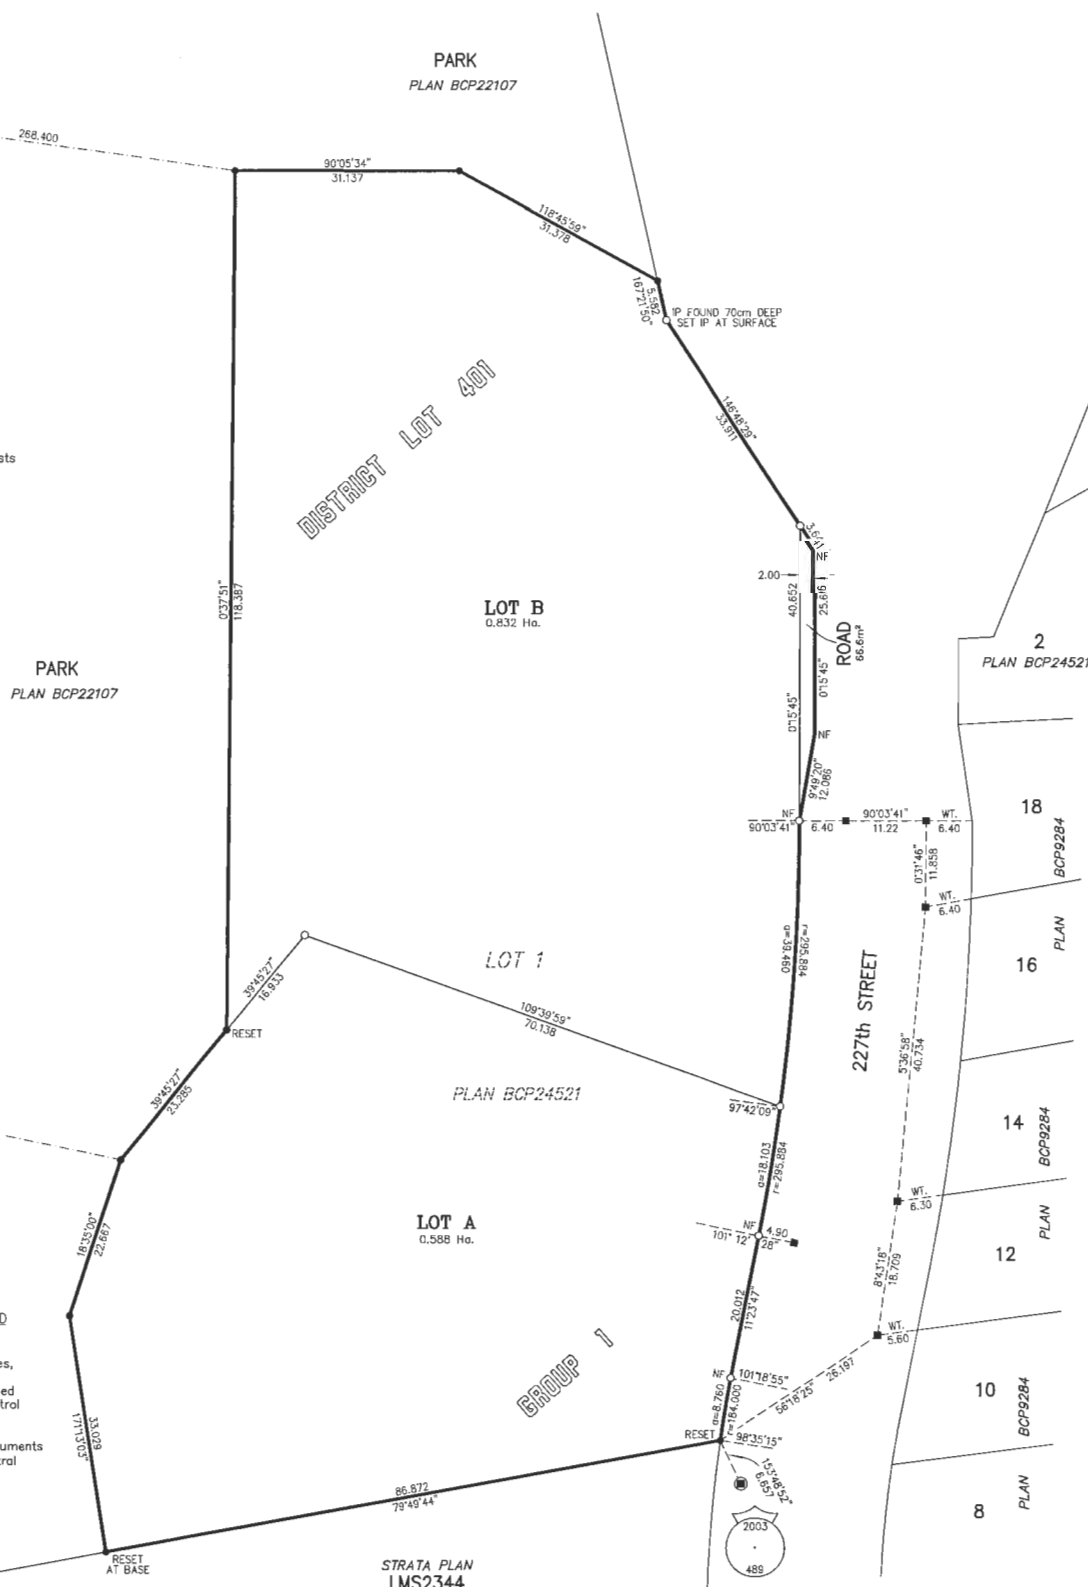 PARK
PLAN BCP22107
268.400
90°05'34"
31.137
118°45'59"
31.378
5.582
167°21'50"
IP FOUND 70cm DEEP
SET IP AT SURFACE
DISTRICT LOT 401
146°48'29"
33.911
sts
NF
2.00
40.652
25.616
0°37'51"
118.387
LOT B
0.832 Ha.
ROAD
66.6m²
2
PLAN BCP24521
PARK
PLAN BCP22107
0°15'45"
0°15'45"
NF
9°49'20"
12.086
18
BCP9284
PLAN
NF
90°03'41"
6.40
90°03'41"
11.22
WT.
6.40
0°31'46"
11.858
WT.
6.40
r=295.884
a=39.460
LOT 1
16
39°45'27"
16.933
109°39'59"
70.138
227th STREET
RESET
5°36'58"
40.734
39°45'27"
23.285
PLAN BCP24521
97°42'09"
14
BCP9284
PLAN
a=18.103
r=295.884
WT.
6.30
18°35'00"
22.667
LOT A
0.588 Ha.
NF
4.90
101°12'28"
12
8°43'18"
18.709
20.012
11°23'47"
D
WT.
5.60
GROUP 1
es,
ed
trol
NF
101°18'55"
56°18'25"
26.197
10
BCP9284
PLAN
a=8.760
r=184.000
33.029
171°13'03"
uments
tral
RESET
98°35'15"
153°48'52"
6.657
86.872
79°49'44"
8
2003
489
RESET
AT BASE
STRATA PLAN
LMS2344